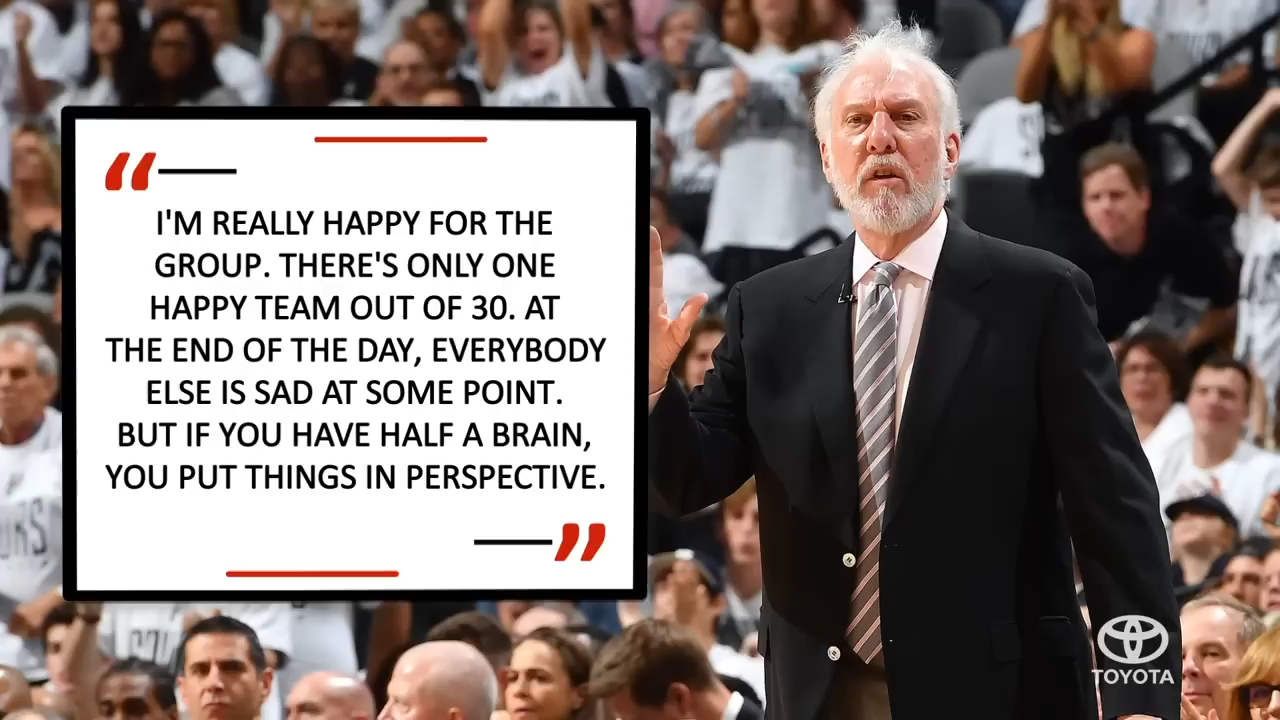 “
I'M REALLY HAPPY FOR THE
GROUP. THERE'S ONLY ONE
HAPPY TEAM OUT OF 30. AT
THE END OF THE DAY, EVERYBODY
ELSE IS SAD AT SOME POINT.
BUT IF YOU HAVE HALF A BRAIN,
YOU PUT THINGS IN PERSPECTIVE.
”
TOYOTA